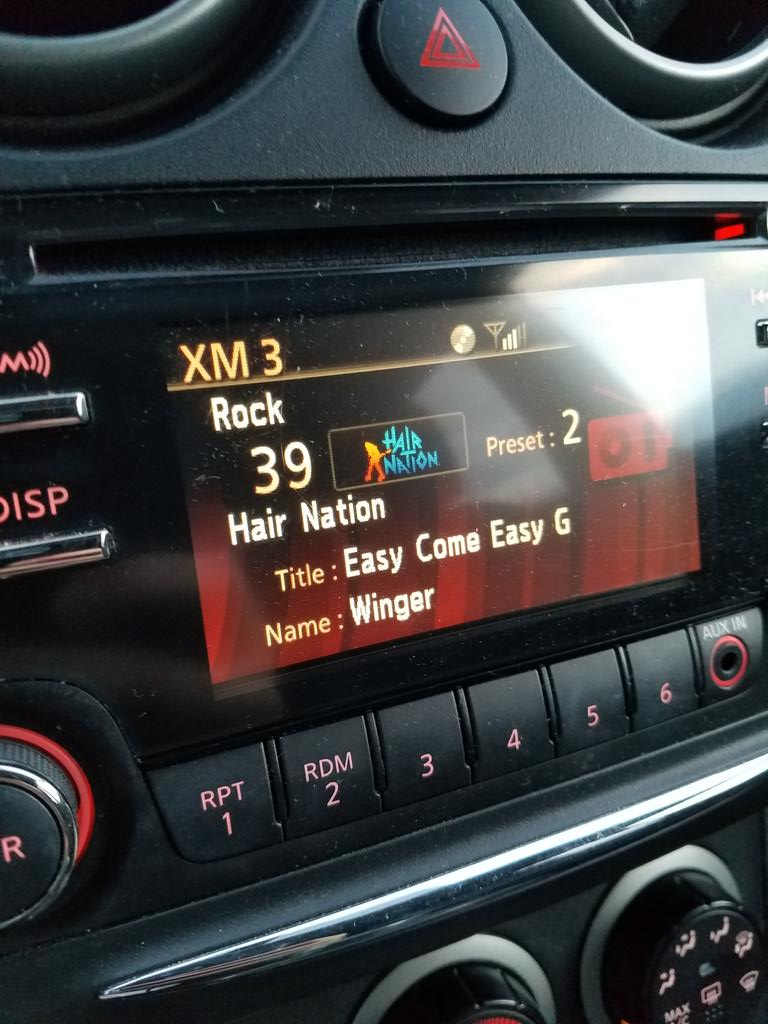 M
XM 3
Rock
39 HAIR NATION Preset : 2
Hair Nation
DISP
Title : Easy Come Easy G
Name : Winger
AUX IN
RPT 1
RDM 2
3
4
5
6
R
MAX A/C